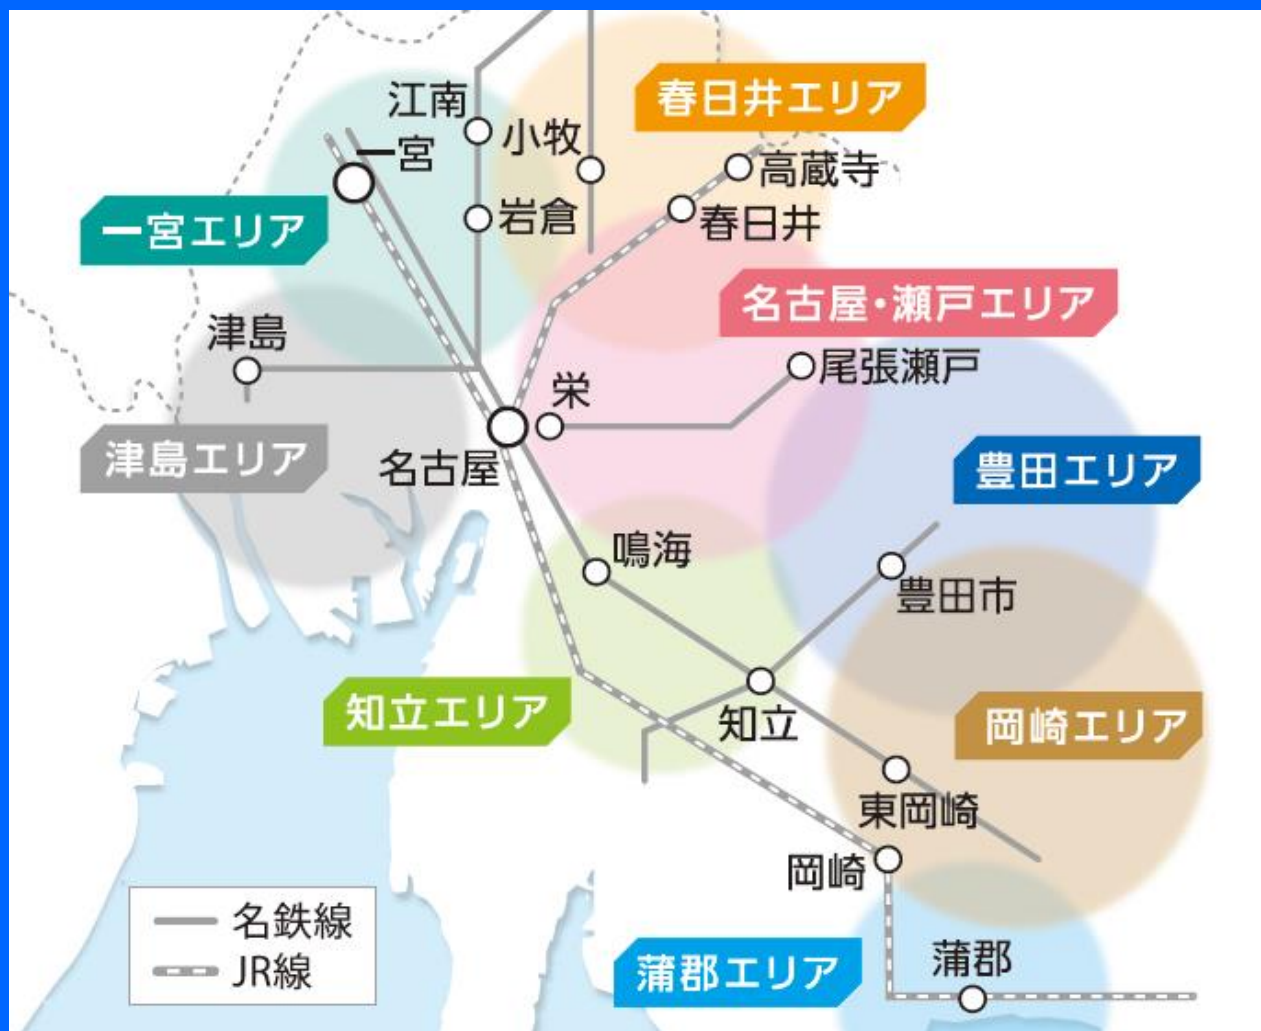 江南
春日井エリア
小牧
一宮
高蔵寺
岩倉
春日井
一宮エリア
名古屋・瀬戸エリア
津島
尾張瀬戸
栄
津島エリア
名古屋
豊田エリア
鳴海
豊田市
知立エリア
知立
岡崎エリア
東岡崎
岡崎
名鉄線
JR線
蒲郡エリア
蒲郡